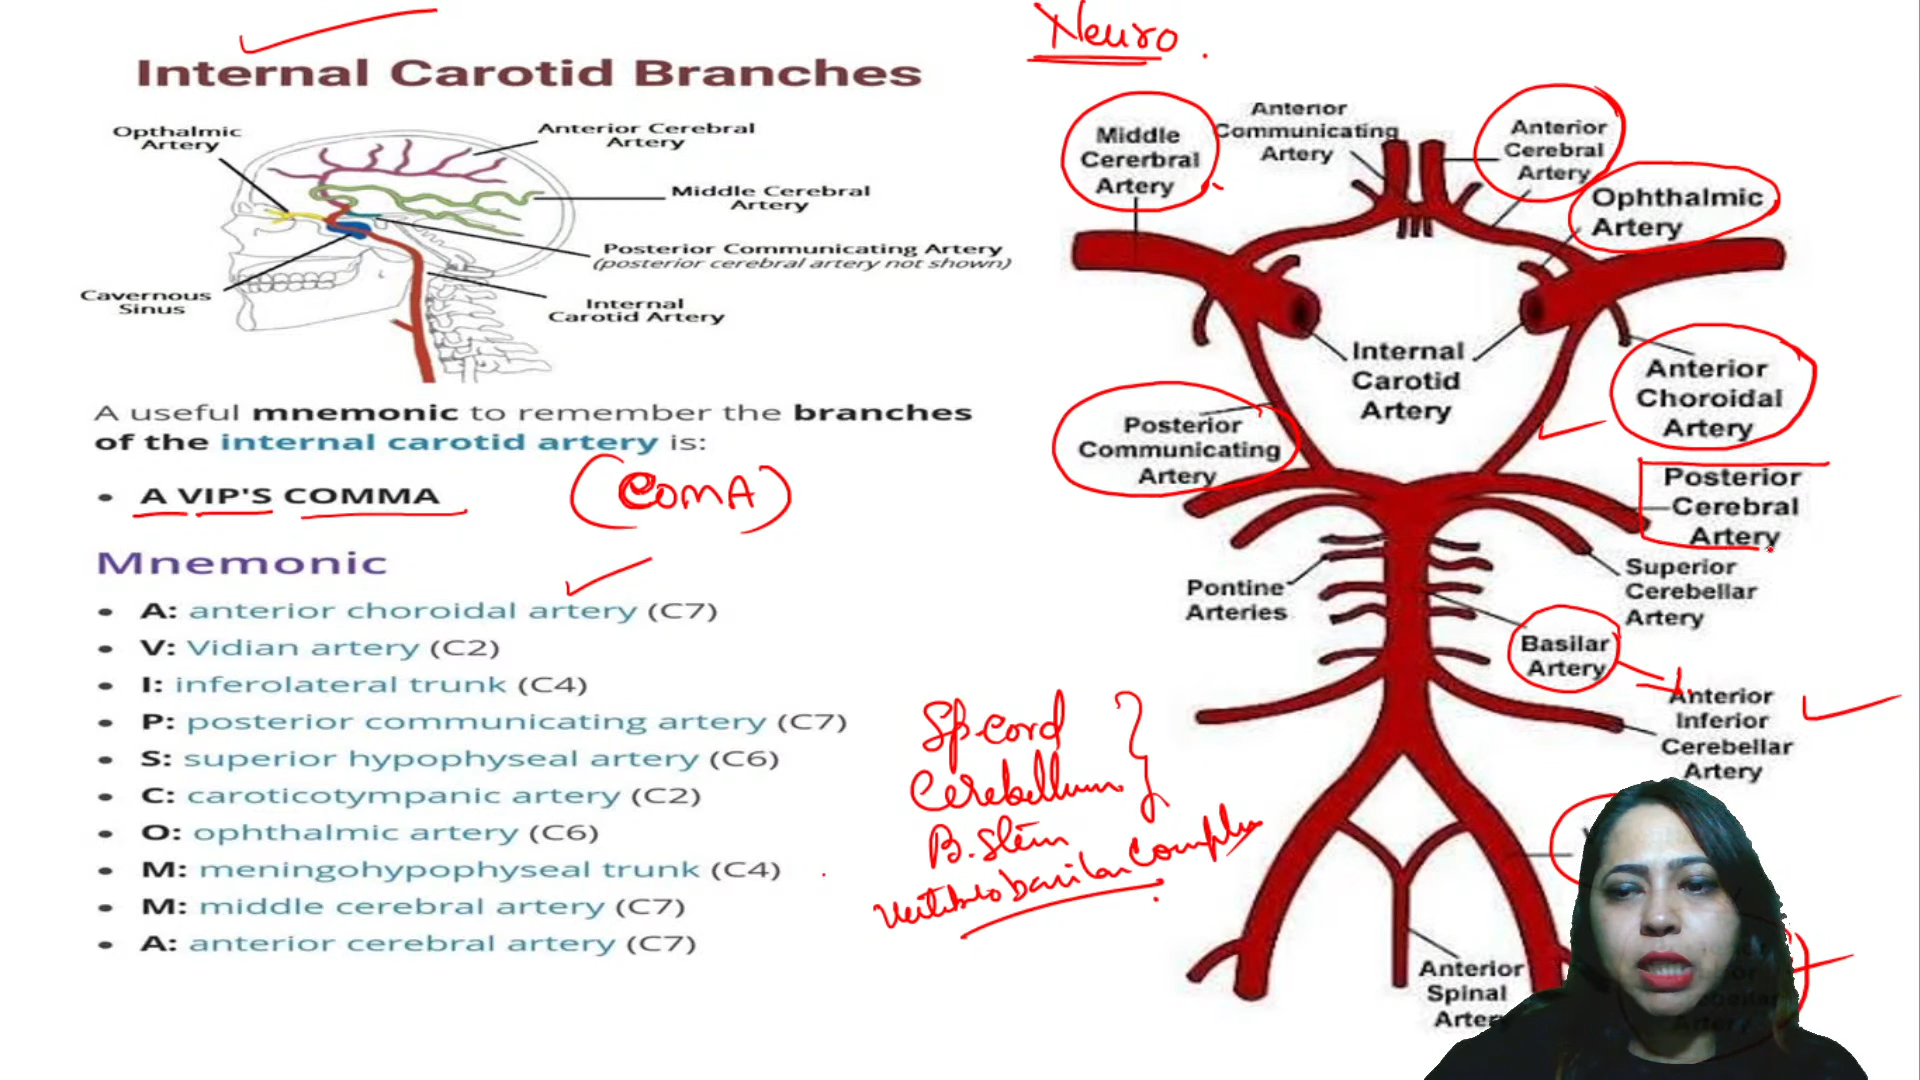 Neuro
Internal Carotid Branches
Opthalmic
Artery
Anterior Cerebral
Artery
Middle Cerebral
Artery
Posterior Communicating Artery
(posterior cerebral artery not shown)
Cavernous
Sinus
Internal
Carotid Artery
A useful mnemonic to remember the branches
of the internal carotid artery is:
• A VIP'S COMMA
(COMA)
Mnemonic
• A: anterior choroidal artery (C7)
• V: Vidian artery (C2)
• I: inferolateral trunk (C4)
• P: posterior communicating artery (C7)
• S: superior hypophyseal artery (C6)
• C: caroticotympanic artery (C2)
• O: ophthalmic artery (C6)
• M: meningohypophyseal trunk (C4)
• M: middle cerebral artery (C7)
• A: anterior cerebral artery (C7)
Sp. cord
Cerebellum
B. Stem
Middle
Cererbral
Artery
Anterior
Communicating
Artery
Anterior
Cerebral
Artery
Ophthalmic
Artery
Internal
Carotid
Artery
Anterior
Choroidal
Artery
Posterior
Communicating
Artery
Posterior
Cerebral
Artery
Superior
Cerebellar
Artery
Pontine
Arteries
Basilar
Artery
Anterior
Inferior
Cerebellar
Artery
Anterior
Spinal
Artery